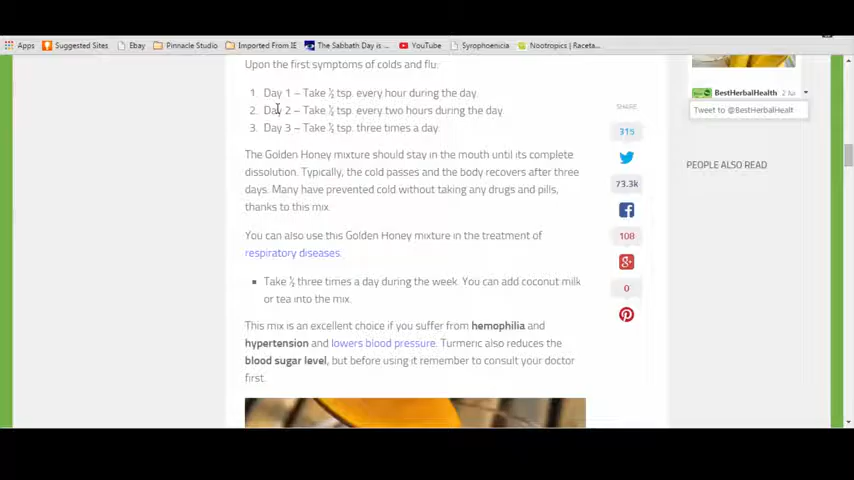 Apps
Suggested Sites
Ebay
Pinnacle Studio
Imported From IE
The Sabbath Day is ...
YouTube
Syrophoenicia
Nootropics | Raceta...
Upon the first symptoms of colds and flu:
1. Day 1 – Take ½ tsp. every hour during the day.
2. Day 2 – Take ½ tsp. every two hours during the day.
3. Day 3 – Take ½ tsp. three times a day.
The Golden Honey mixture should stay in the mouth until its complete
dissolution. Typically, the cold passes and the body recovers after three
days. Many have prevented cold without taking any drugs and pills,
thanks to this mix.
You can also use this Golden Honey mixture in the treatment of
respiratory diseases.
Take ½ three times a day during the week. You can add coconut milk
or tea into the mix.
This mix is an excellent choice if you suffer from hemophilia and
hypertension and lowers blood pressure. Turmeric also reduces the
blood sugar level, but before using it remember to consult your doctor
first.
SHARE
315
73.3k
108
0
BestHerbalHealth
Tweet to @BestHerbalHealt
PEOPLE ALSO READ